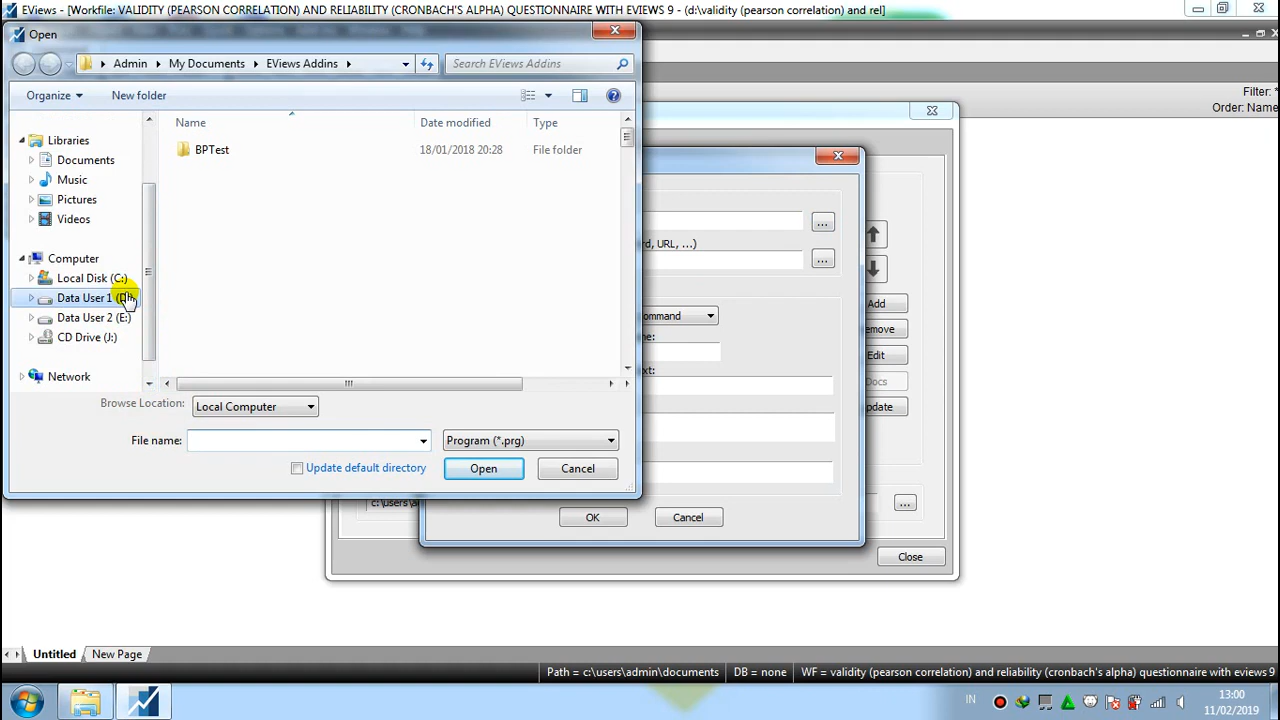 EViews - [Workfile: VALIDITY (PEARSON CORRELATION) AND RELIABILITY (CRONBACH'S ALPHA) QUESTIONNAIRE WITH EVIEWS 9 - (d:\validity (pearson correlation) and rel]
Open
Admin
My Documents
EViews Addins
Search EViews Addins
Organize
New folder
Filter: *
Order: Name
Name
Date modified
Type
BPTest
18/01/2018 20:28
File folder
Libraries
Documents
Music
Pictures
Videos
Computer
Local Disk (C:)
Data User 1
Data User 2 (E:)
CD Drive (J:)
Network
URL, ...)
...
...
Add
Edit
Docs
Browse Location:
Local Computer
File name:
Program (*.prg)
Update default directory
Open
Cancel
...
OK
Cancel
Close
Untitled
New Page
Path = c:\users\admin\documents
DB = none
WF = validity (pearson correlation) and reliability (cronbach's alpha) questionnaire with eviews 9
IN
13:00
11/02/2019